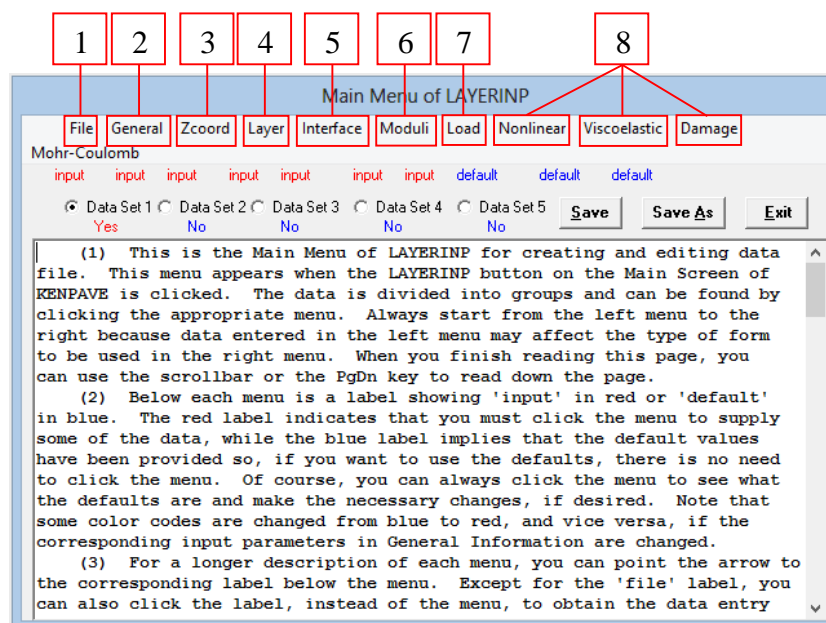 1 2 3 4 5 6 7 8
Main Menu of LAYERINP
File General Zcoord Layer Interface Moduli Load Nonlinear Viscoelastic Damage
Mohr-Coulomb
input input input input input input input default default default
Data Set 1 Data Set 2 Data Set 3 Data Set 4 Data Set 5 Save Save As Exit
Yes No No No No
(1) This is the Main Menu of LAYERINP for creating and editing data
file. This menu appears when the LAYERINP button on the Main Screen of
KENPAVE is clicked. The data is divided into groups and can be found by
clicking the appropriate menu. Always start from the left menu to the
right because data entered in the left menu may affect the type of form
to be used in the right menu. When you finish reading this page, you
can use the scrollbar or the PgDn key to read down the page.
(2) Below each menu is a label showing 'input' in red or 'default'
in blue. The red label indicates that you must click the menu to supply
some of the data, while the blue label implies that the default values
have been provided so, if you want to use the defaults, there is no need
to click the menu. Of course, you can always click the menu to see what
the defaults are and make the necessary changes, if desired. Note that
some color codes are changed from blue to red, and vice versa, if the
corresponding input parameters in General Information are changed.
(3) For a longer description of each menu, you can point the arrow to
the corresponding label below the menu. Except for the 'file' label, you
can also click the label, instead of the menu, to obtain the data entry